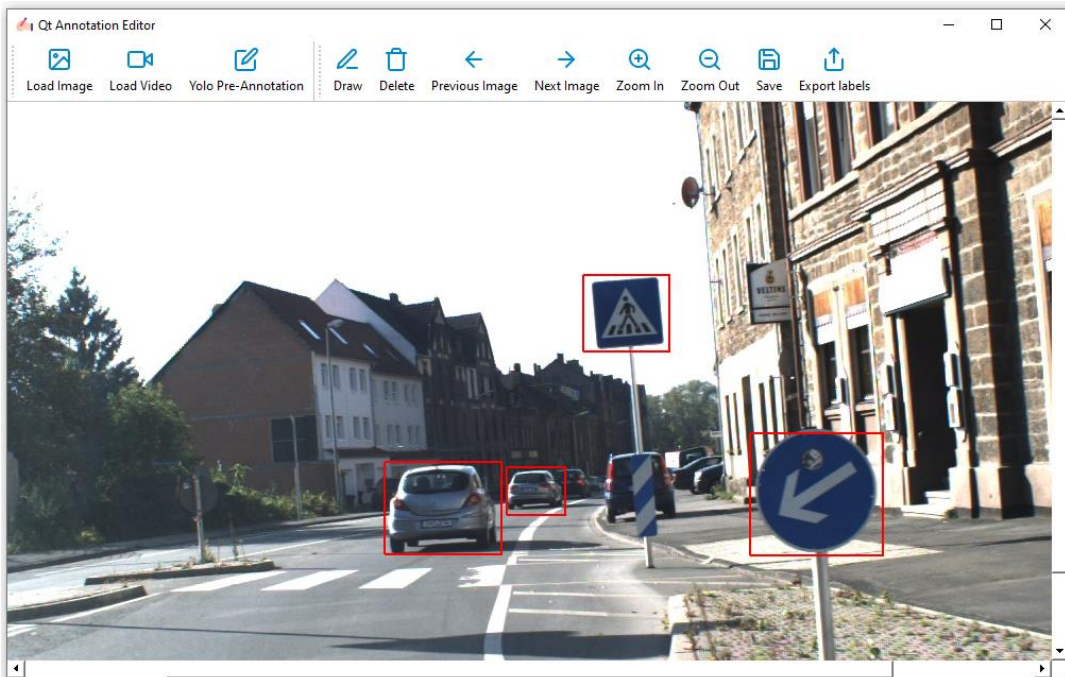 Qt Annotation Editor
Load Image Load Video Yolo Pre-Annotation Draw Delete Previous Image Next Image Zoom In Zoom Out Save Export labels
VELTINS